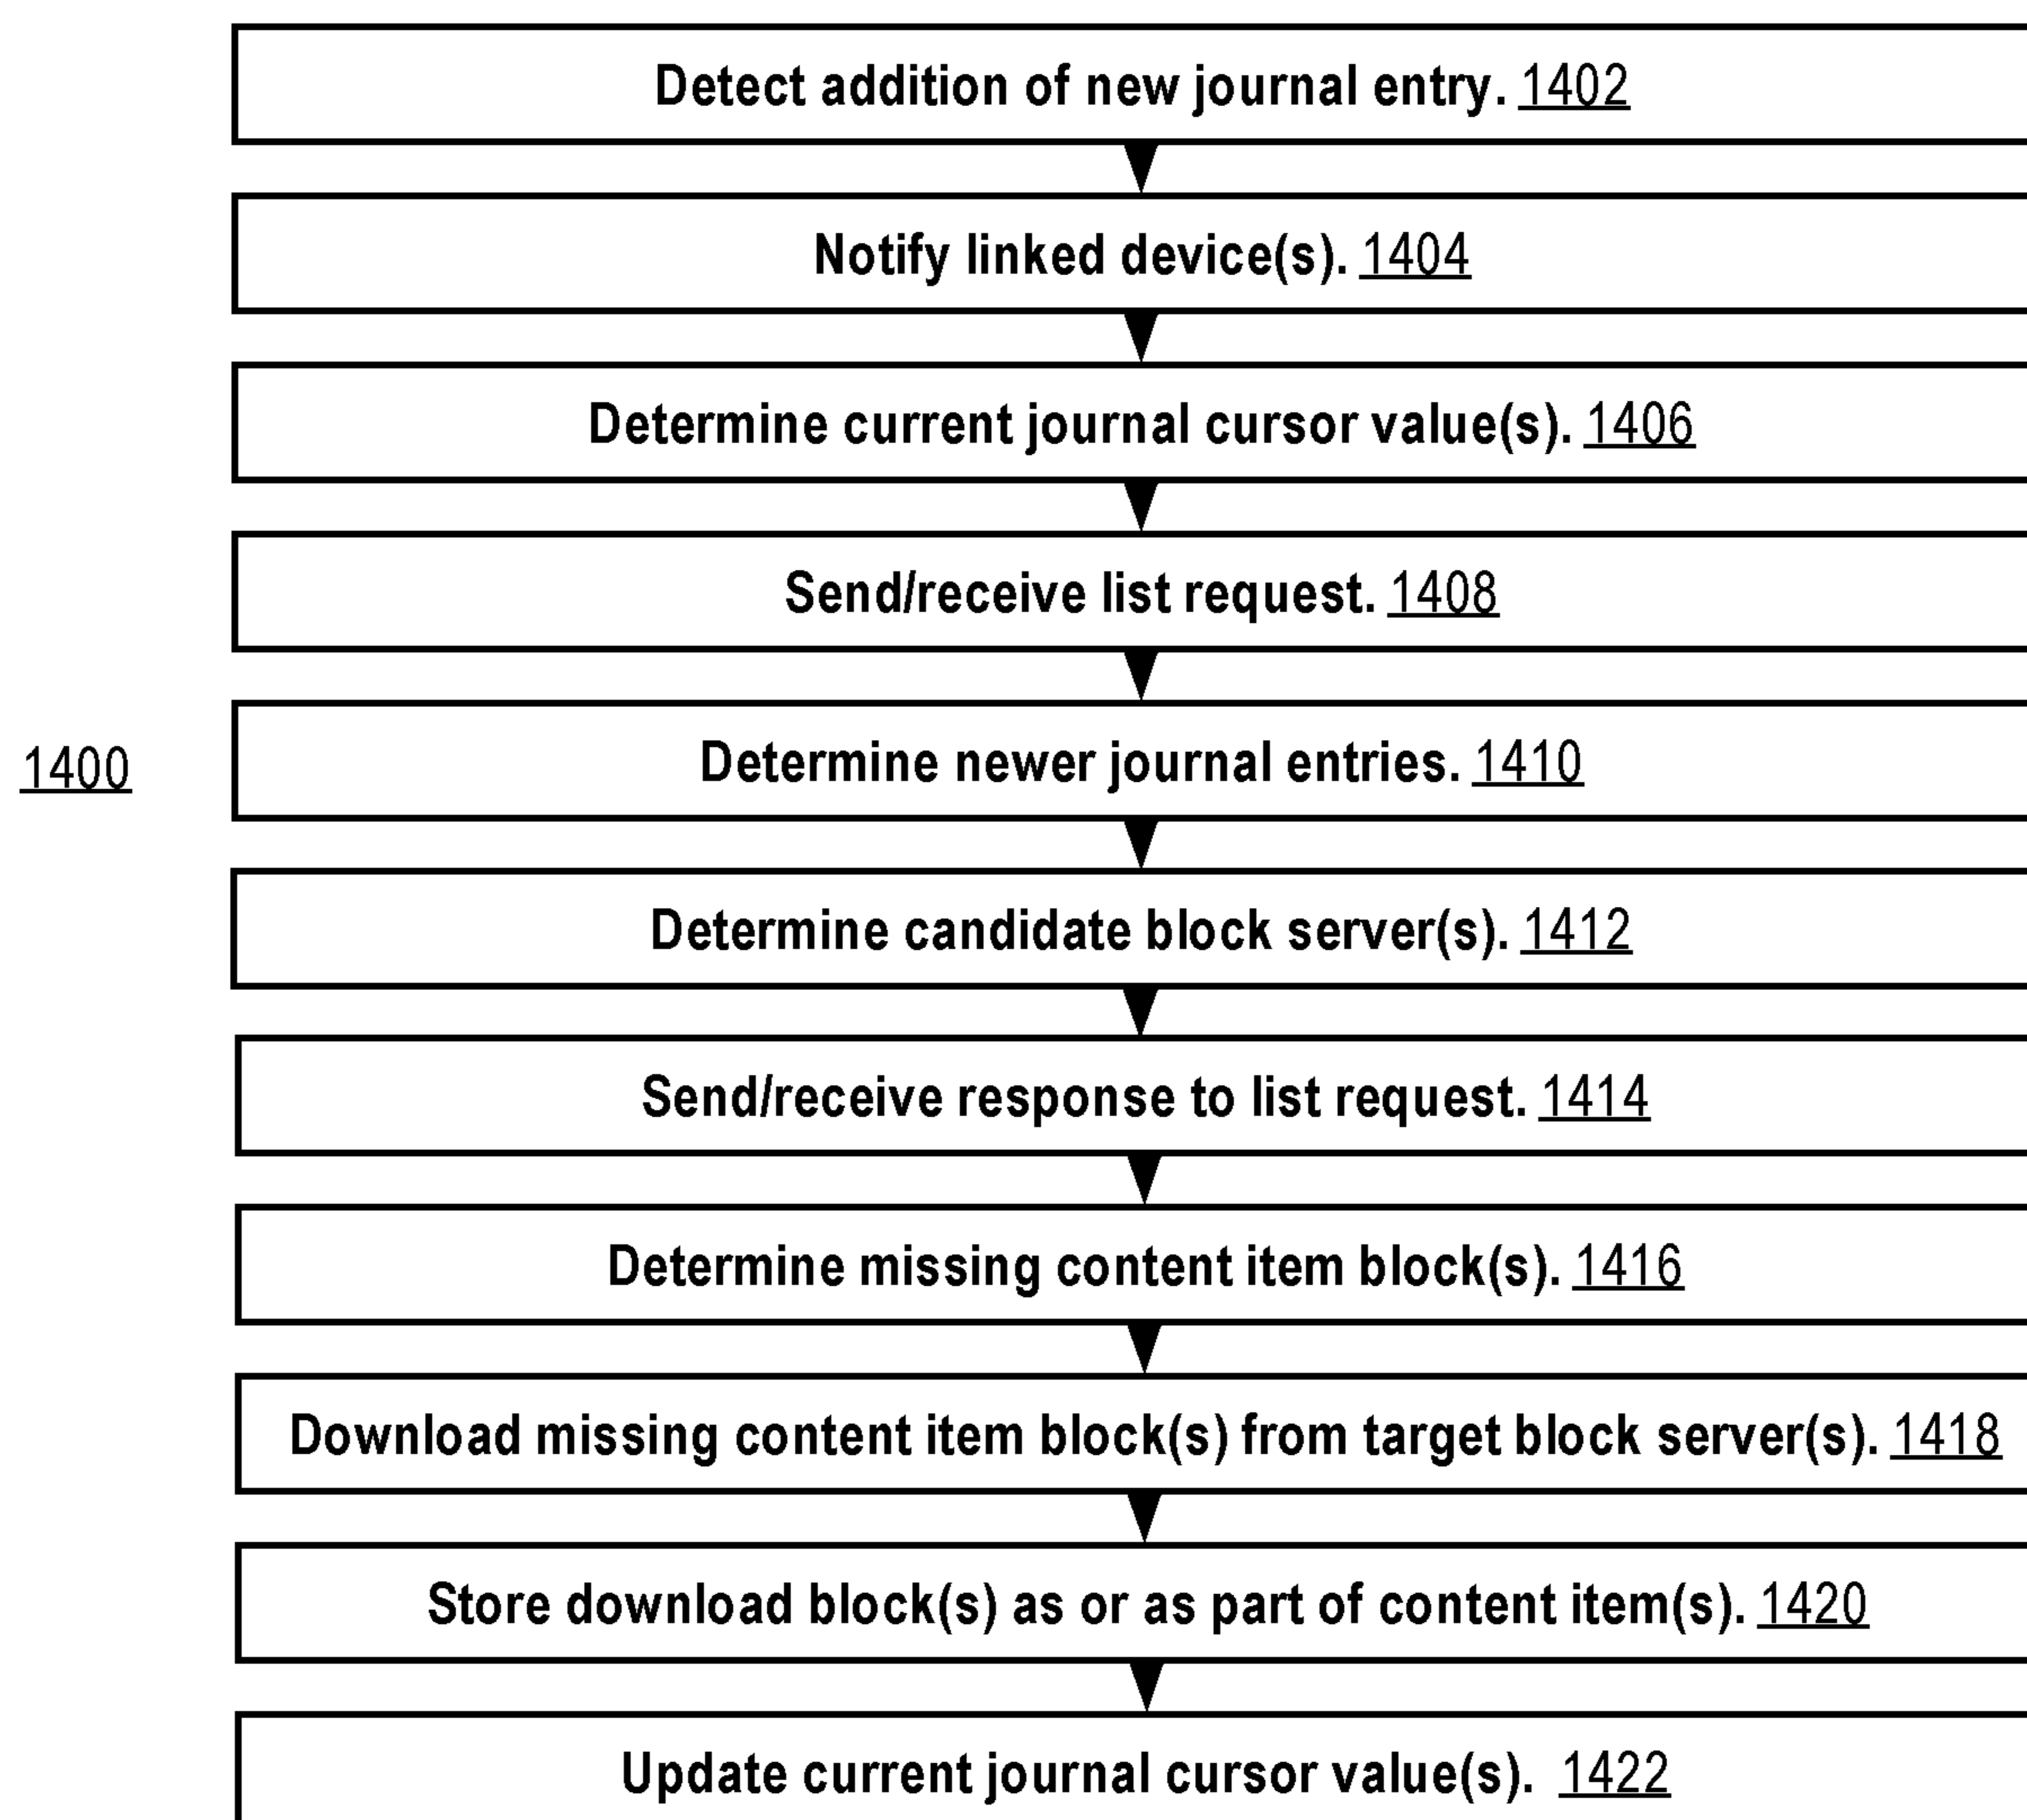 Detect addition of new journal entry. 1402
Notify linked device(s). 1404
Determine current journal cursor value(s). 1406
Send/receive list request. 1408
1400
Determine newer journal entries. 1410
Determine candidate block server(s). 1412
Send/receive response to list request. 1414
Determine missing content item block(s). 1416
Download missing content item block(s) from target block server(s). 1418
Store download block(s) as or as part of content item(s). 1420
Update current journal cursor value(s). 1422